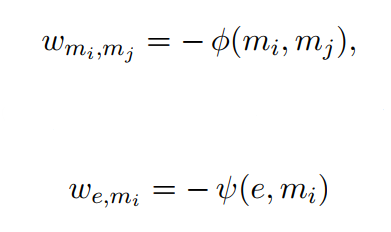 w_{m_i,m_j} = − ϕ(m_i, m_j),
w_{e,m_i} = − ψ(e, m_i)